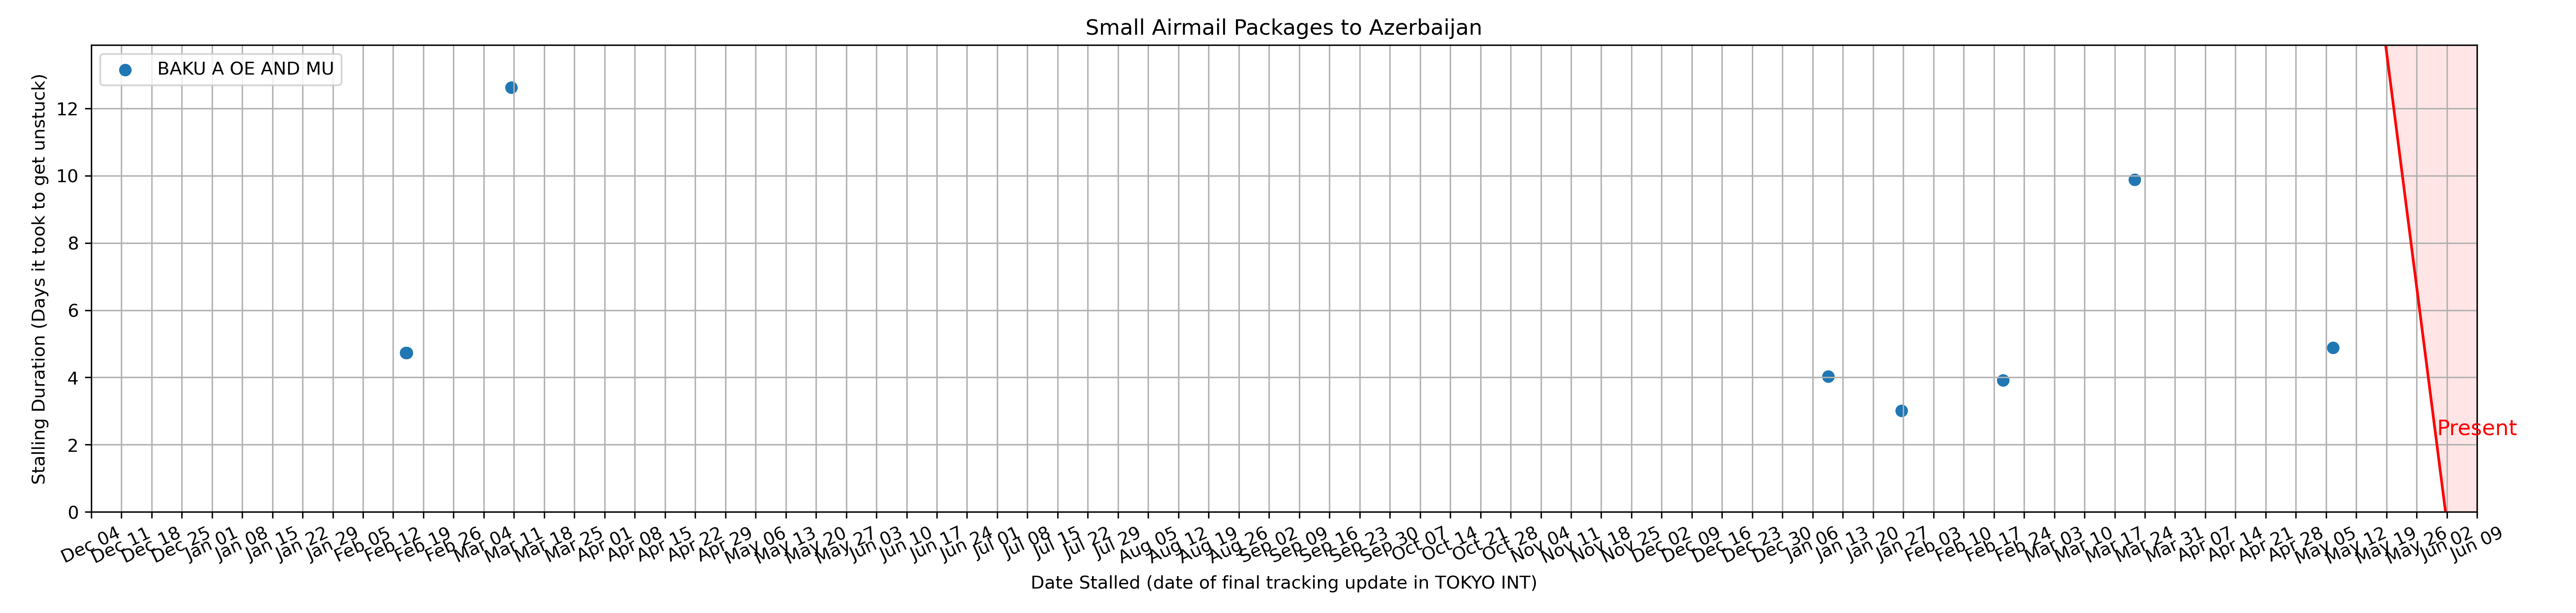 Small Airmail Packages to Azerbaijan
BAKU A OE AND MU
Stalling Duration (Days it took to get unstuck)
12
10
8
6
4
2
0
Present
Dec 04 Dec 11 Dec 18 Dec 25 Jan 01 Jan 08 Jan 15 Jan 22 Jan 29 Feb 05 Feb 12 Feb 19 Feb 26 Mar 04 Mar 11 Mar 18 Mar 25 Apr 01 Apr 08 Apr 15 Apr 22 Apr 29 May 06 May 13 May 20 May 27 Jun 03 Jun 10 Jun 17 Jun 24 Jul 01 Jul 08 Jul 15 Jul 22 Jul 29 Aug 05 Aug 12 Aug 19 Aug 26 Sep 02 Sep 09 Sep 16 Sep 23 Sep 30 Oct 07 Oct 14 Oct 21 Oct 28 Nov 04 Nov 11 Nov 18 Nov 25 Dec 02 Dec 09 Dec 16 Dec 23 Dec 30 Jan 06 Jan 13 Jan 20 Jan 27 Feb 03 Feb 10 Feb 17 Feb 24 Mar 03 Mar 10 Mar 17 Mar 24 Mar 31 Apr 07 Apr 14 Apr 21 Apr 28 May 05 May 12 May 19 May 26 Jun 02 Jun 09
Date Stalled (date of final tracking update in TOKYO INT)